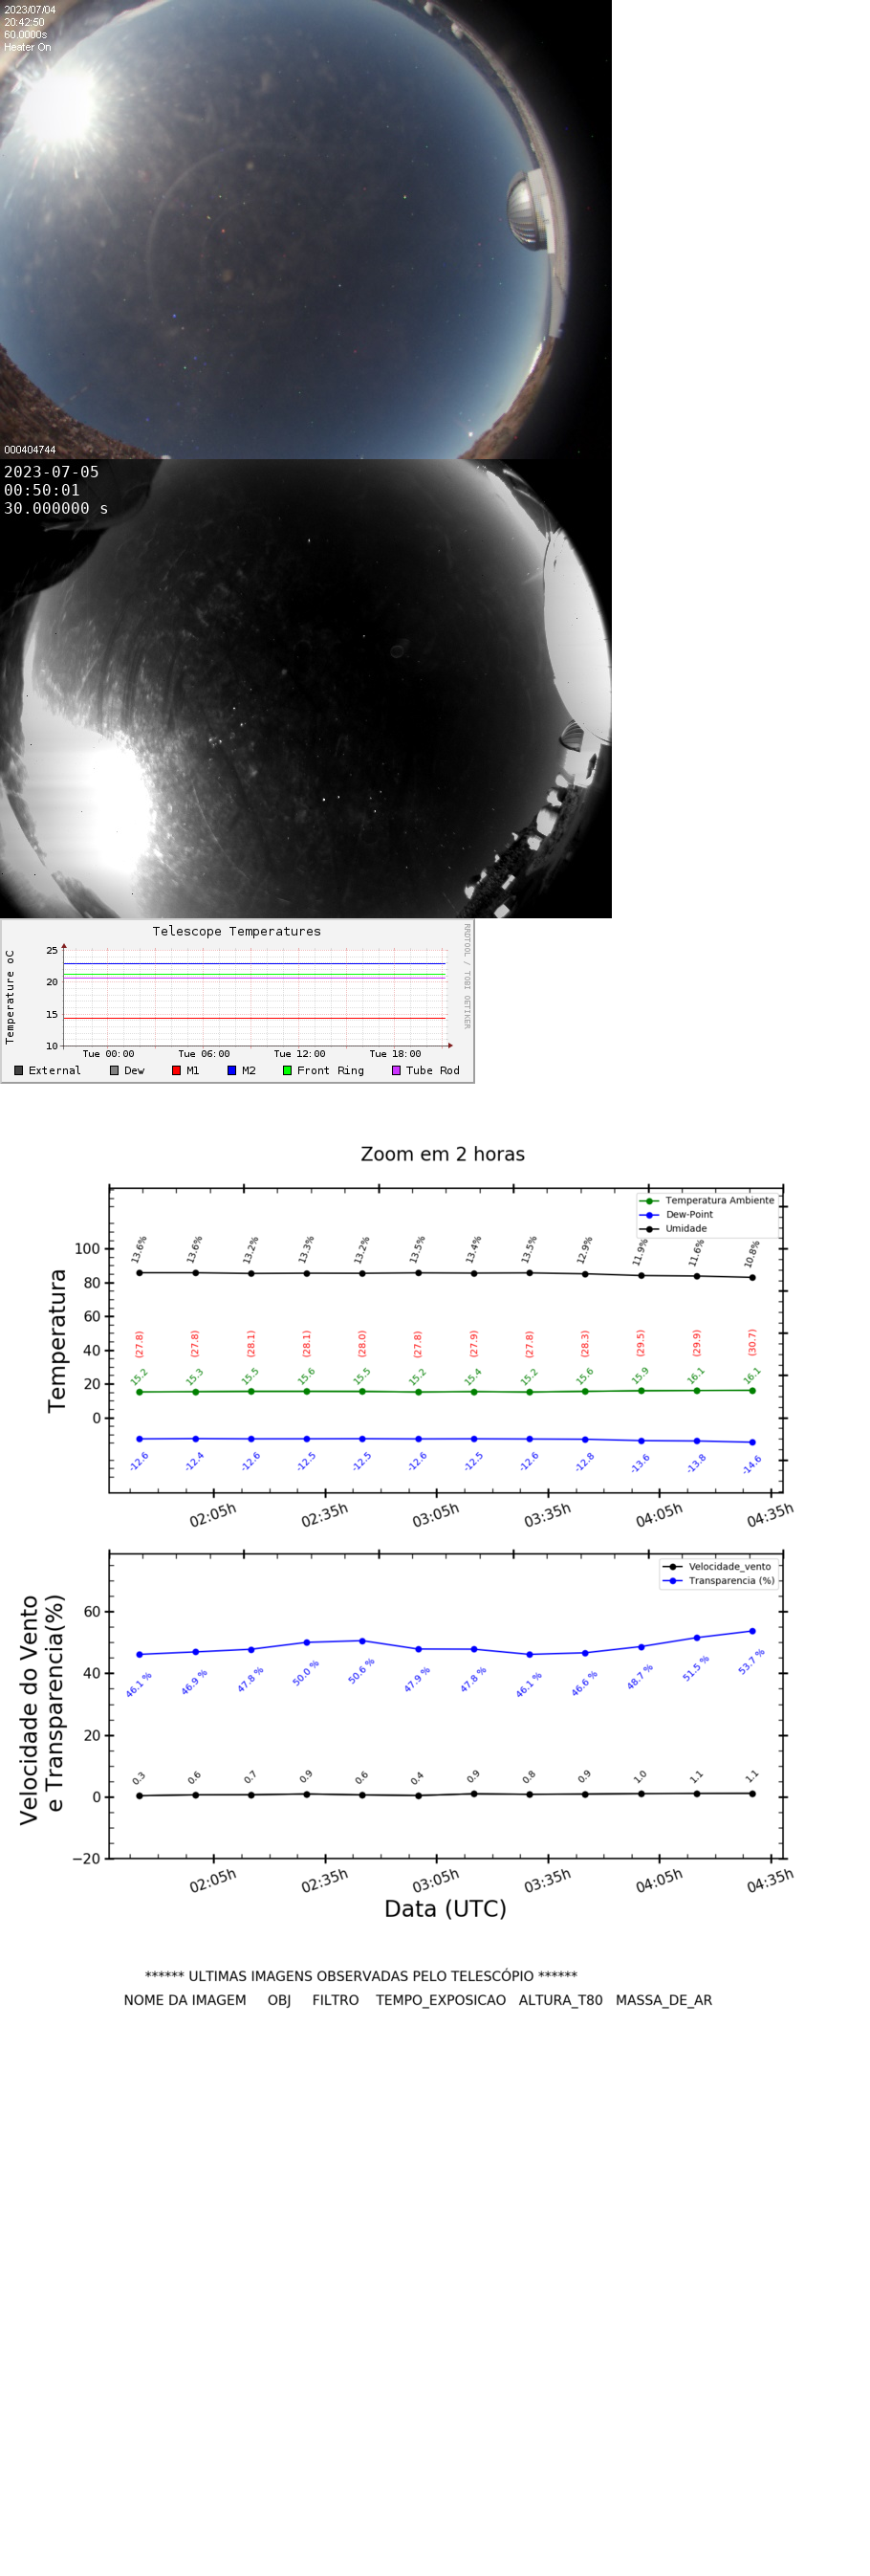 2023/07/04
20:42:50
60.0000s
Heater On
000404744
2023-07-05
00:50:01
30.000000 s
Telescope Temperatures
RRDTOOL / TOBI OETIKER
Temperature oC
25
20
15
10
Tue 00:00 Tue 06:00 Tue 12:00 Tue 18:00
External Dew M1 M2 Front Ring Tube Rod
Zoom em 2 horas
Temperatura Ambiente
Dew-Point
Umidade
Temperatura
100
80
60
40
20
0
13.6% 13.6% 13.2% 13.3% 13.2% 13.5% 13.4% 13.5% 12.9% 11.9% 11.6% 10.8%
(27.8) (27.8) (28.1) (28.1) (28.0) (27.8) (27.9) (27.8) (28.3) (29.5) (29.9) (30.7)
15.2 15.3 15.5 15.6 15.5 15.2 15.4 15.2 15.6 15.9 16.1 16.1
-12.6 -12.4 -12.6 -12.5 -12.5 -12.6 -12.5 -12.6 -12.8 -13.6 -13.8 -14.6
02:05h 02:35h 03:05h 03:35h 04:05h 04:35h
Velocidade_vento
Transparencia (%)
Velocidade do Vento
e Transparencia(%)
60
40
20
0
−20
46.1 % 46.9 % 47.8 % 50.0 % 50.6 % 47.9 % 47.8 % 46.1 % 46.6 % 48.7 % 51.5 % 53.7 %
0.3 0.6 0.7 0.9 0.6 0.4 0.9 0.8 0.9 1.0 1.1 1.1
02:05h 02:35h 03:05h 03:35h 04:05h 04:35h
Data (UTC)
****** ULTIMAS IMAGENS OBSERVADAS PELO TELESCÓPIO ******
NOME DA IMAGEM OBJ FILTRO TEMPO_EXPOSICAO ALTURA_T80 MASSA_DE_AR